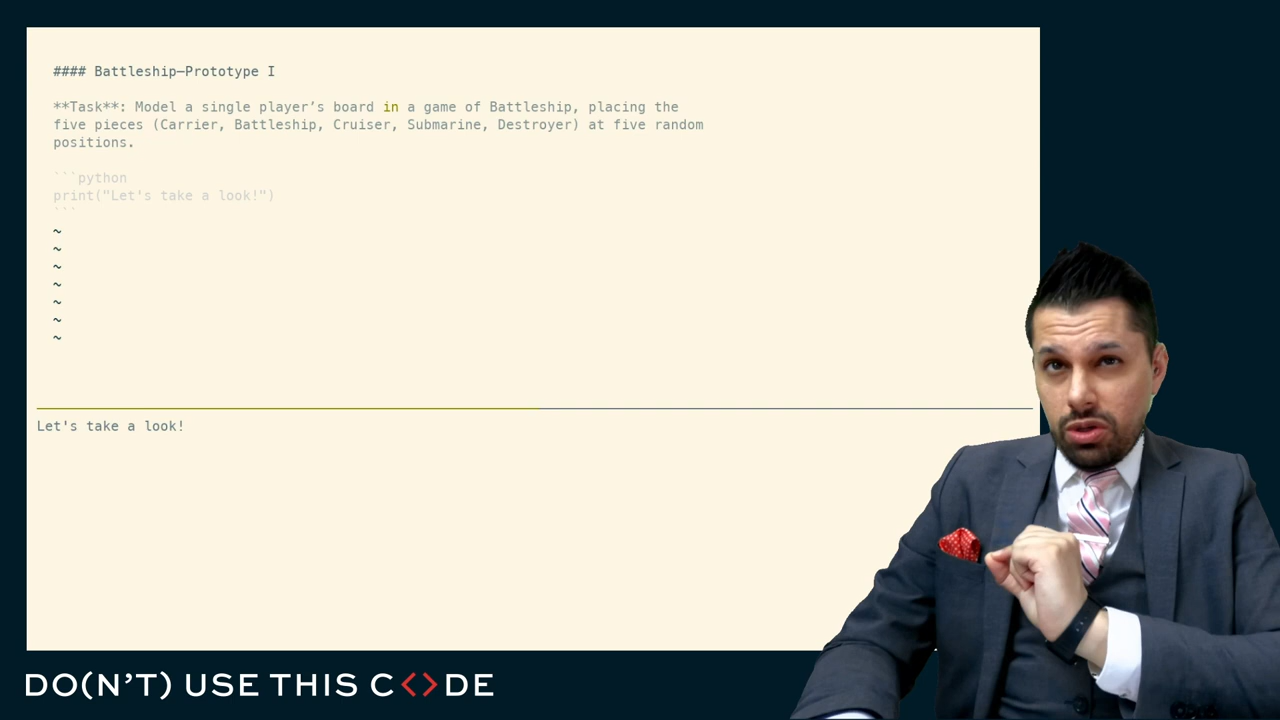 #### Battleship—Prototype I
**Task**: Model a single player’s board in a game of Battleship, placing the
five pieces (Carrier, Battleship, Cruiser, Submarine, Destroyer) at five random
positions.
```python
print("Let's take a look!")
```
~
~
~
~
~
~
~
Let's take a look!
DO(N’T) USE THIS C<>DE